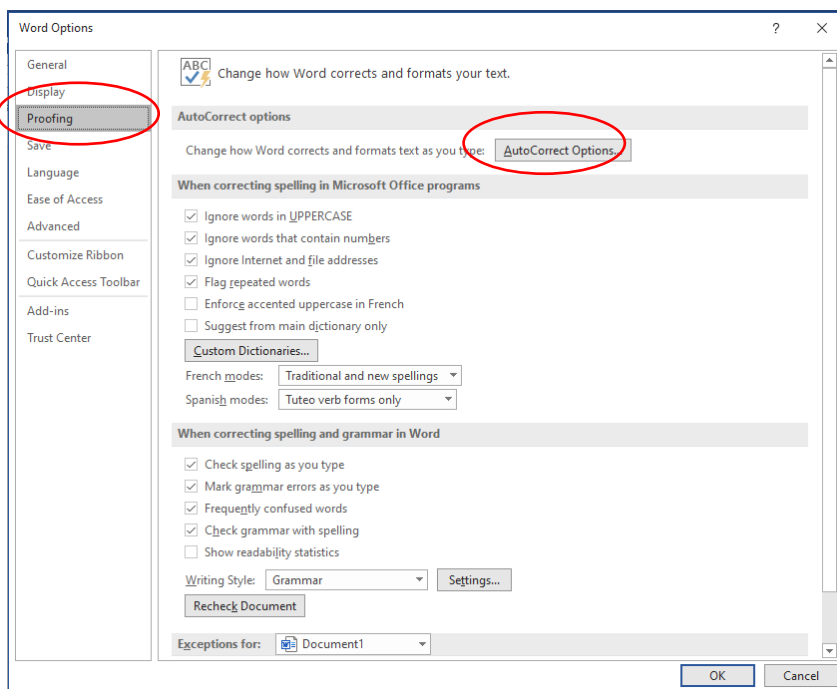 Word Options
? ×
General
Display
Proofing
Save
Language
Ease of Access
Advanced
Customize Ribbon
Quick Access Toolbar
Add-ins
Trust Center
ABC
Change how Word corrects and formats your text.
AutoCorrect options
Change how Word corrects and formats text as you type: AutoCorrect Options...
When correcting spelling in Microsoft Office programs
Ignore words in UPPERCASE
Ignore words that contain numbers
Ignore Internet and file addresses
Flag repeated words
Enforce accented uppercase in French
Suggest from main dictionary only
Custom Dictionaries...
French modes: Traditional and new spellings
Spanish modes: Tuteo verb forms only
When correcting spelling and grammar in Word
Check spelling as you type
Mark grammar errors as you type
Frequently confused words
Check grammar with spelling
Show readability statistics
Writing Style: Grammar Settings...
Recheck Document
Exceptions for: Document1
OK Cancel